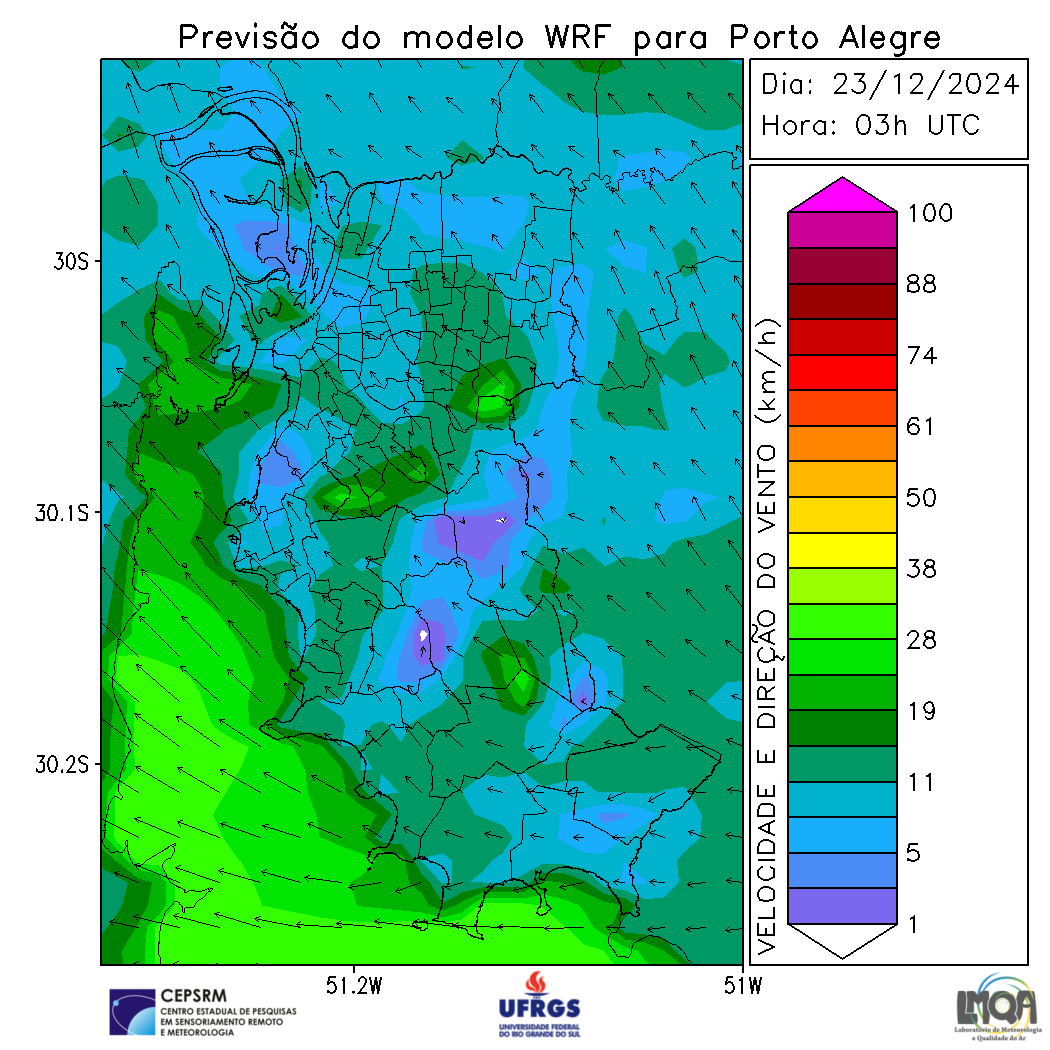 Previsão do modelo WRF para Porto Alegre
Dia: 23/12/2024
Hora: 03h UTC
30S
30.1S
30.2S
51.2W
51W
VELOCIDADE E DIREÇÃO DO VENTO (km/h)
100
88
74
61
50
38
28
19
11
5
1
CEPSRM
CENTRO ESTADUAL DE PESQUISAS
EM SENSORIAMENTO REMOTO
E METEOROLOGIA
UFRGS
UNIVERSIDADE FEDERAL
DO RIO GRANDE DO SUL
LMQA
Laboratório de Meteorologia
e Qualidade do Ar